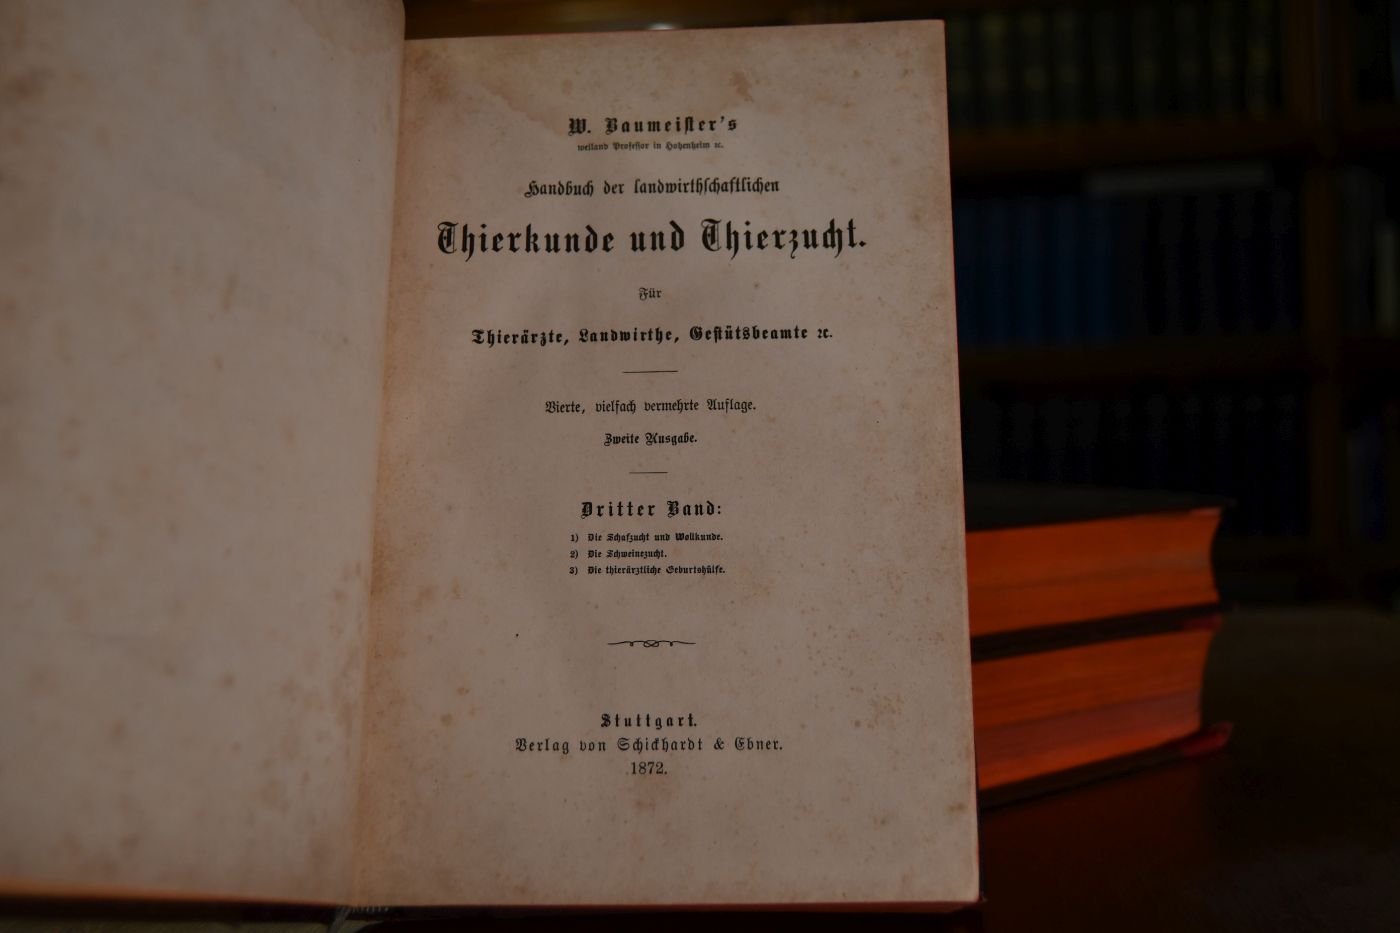 W. Baumeister's
weiland Professor in Hohenheim ꝛc.
Handbuch der landwirthschaftlichen
Thierkunde und Thierzucht.
Für
Thierärzte, Landwirthe, Gestütsbeamte ꝛc.
Vierte, vielfach vermehrte Auflage.
Zweite Ausgabe.
Dritter Band:
1) Die Schafzucht und Wollkunde.
2) Die Schweinezucht.
3) Die thierärztliche Geburtshülfe.
Stuttgart.
Verlag von Schickhardt & Ebner.
1872.